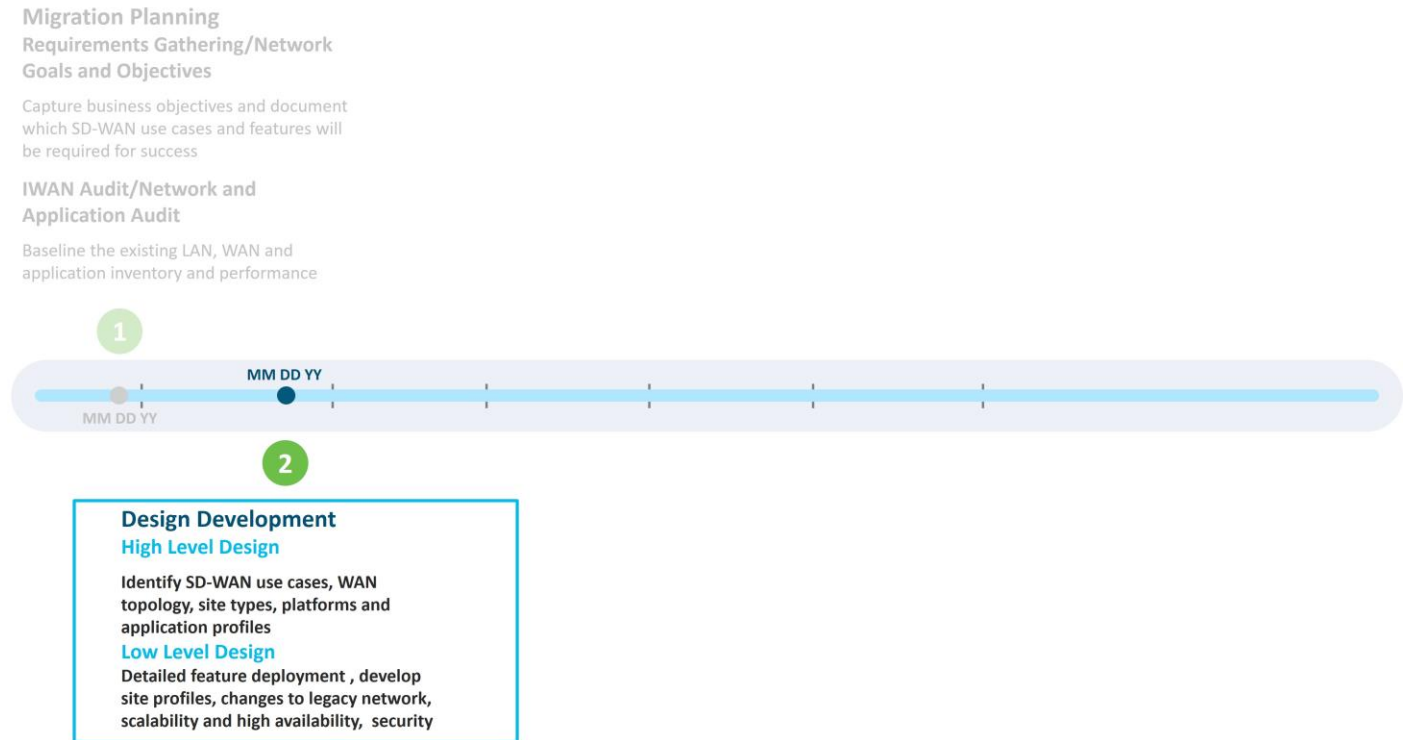 Migration Planning
Requirements Gathering/Network
Goals and Objectives
Capture business objectives and document
which SD-WAN use cases and features will
be required for success
IWAN Audit/Network and
Application Audit
Baseline the existing LAN, WAN and
application inventory and performance
1
MM DD YY
MM DD YY
2
Design Development
High Level Design
Identify SD-WAN use cases, WAN
topology, site types, platforms and
application profiles
Low Level Design
Detailed feature deployment , develop
site profiles, changes to legacy network,
scalability and high availability,  security